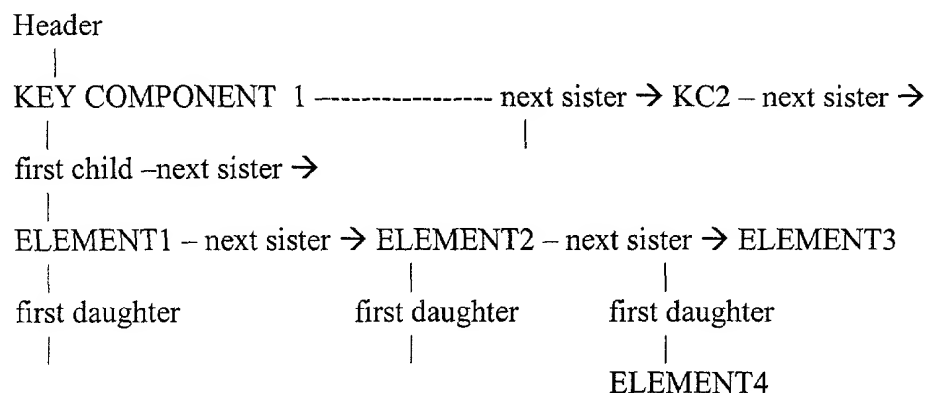 Header
|
KEY COMPONENT 1 ------------------ next sister → KC2 – next sister →
| |
first child –next sister →
|
ELEMENT1 – next sister → ELEMENT2 – next sister → ELEMENT3
| | |
first daughter first daughter first daughter
| | |
ELEMENT4